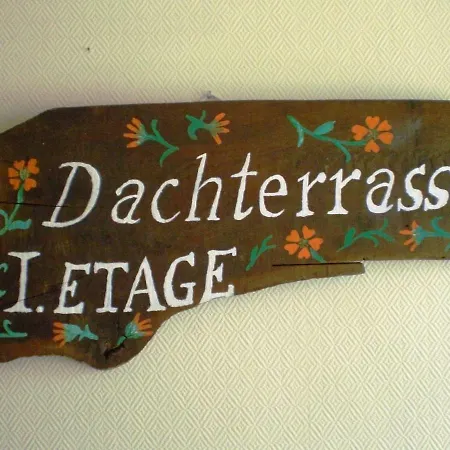 Dachterrass
I. ETAGE